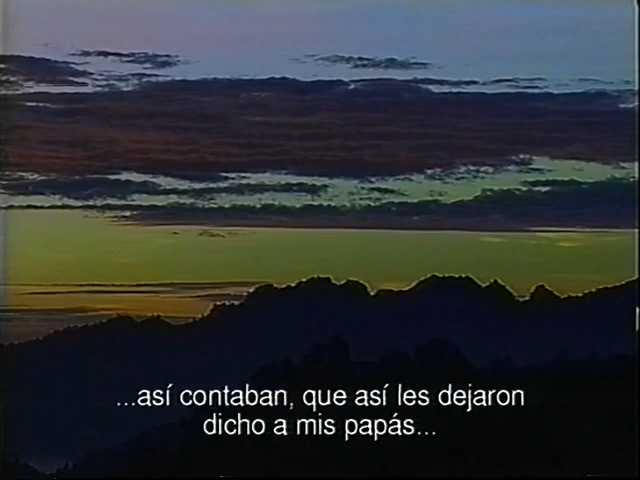 ...así contaban, que así les dejaron
dicho a mis papás...